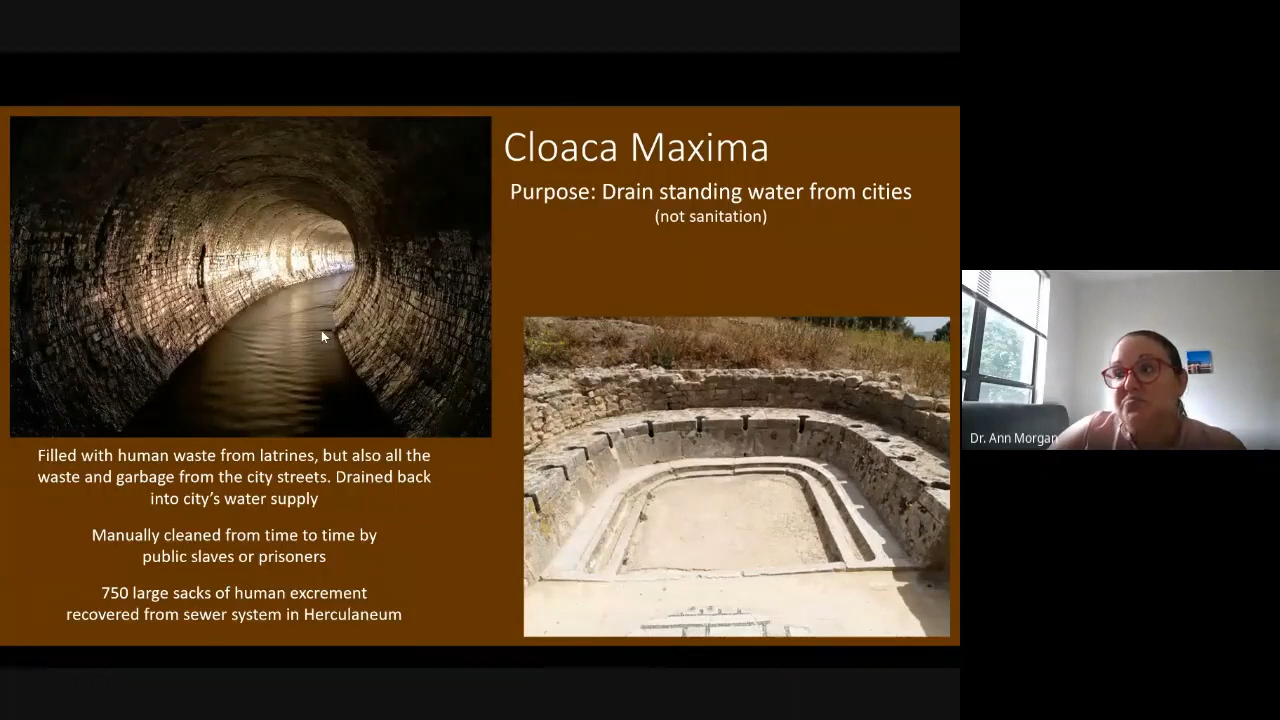 Cloaca Maxima
Purpose: Drain standing water from cities
(not sanitation)
Filled with human waste from latrines, but also all the
waste and garbage from the city streets. Drained back
into city's water supply
Manually cleaned from time to time by
public slaves or prisoners
750 large sacks of human excrement
recovered from sewer system in Herculaneum
Dr. Ann Morgan